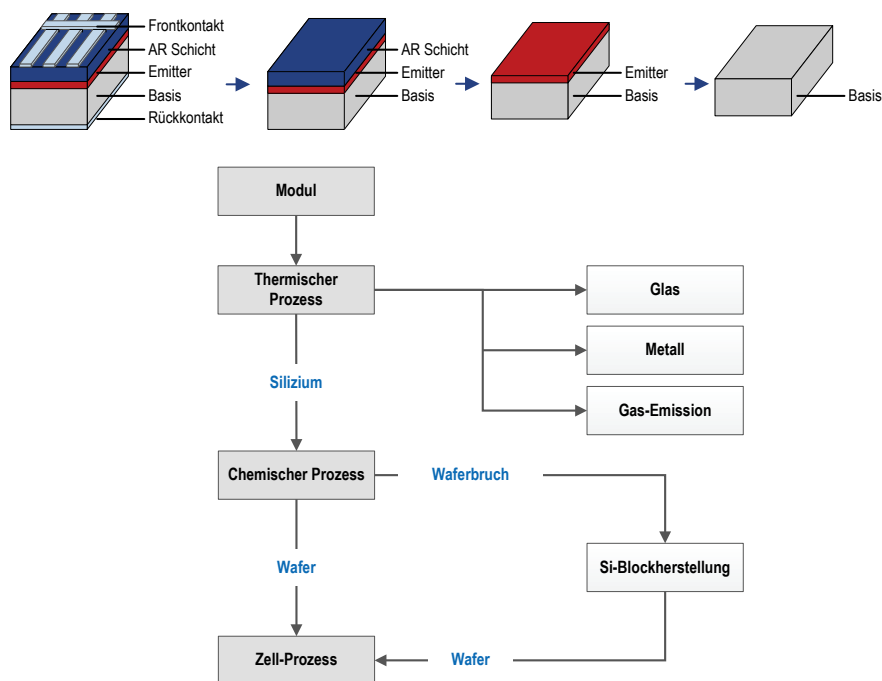 Frontkontakt
AR Schicht
Emitter
Basis
Rückkontakt
AR Schicht
Emitter
Basis
Emitter
Basis
Basis
Modul
Thermischer
Prozess
Glas
Metall
Silizium
Gas-Emission
Chemischer Prozess
Waferbruch
Wafer
Si-Blockherstellung
Zell-Prozess
Wafer